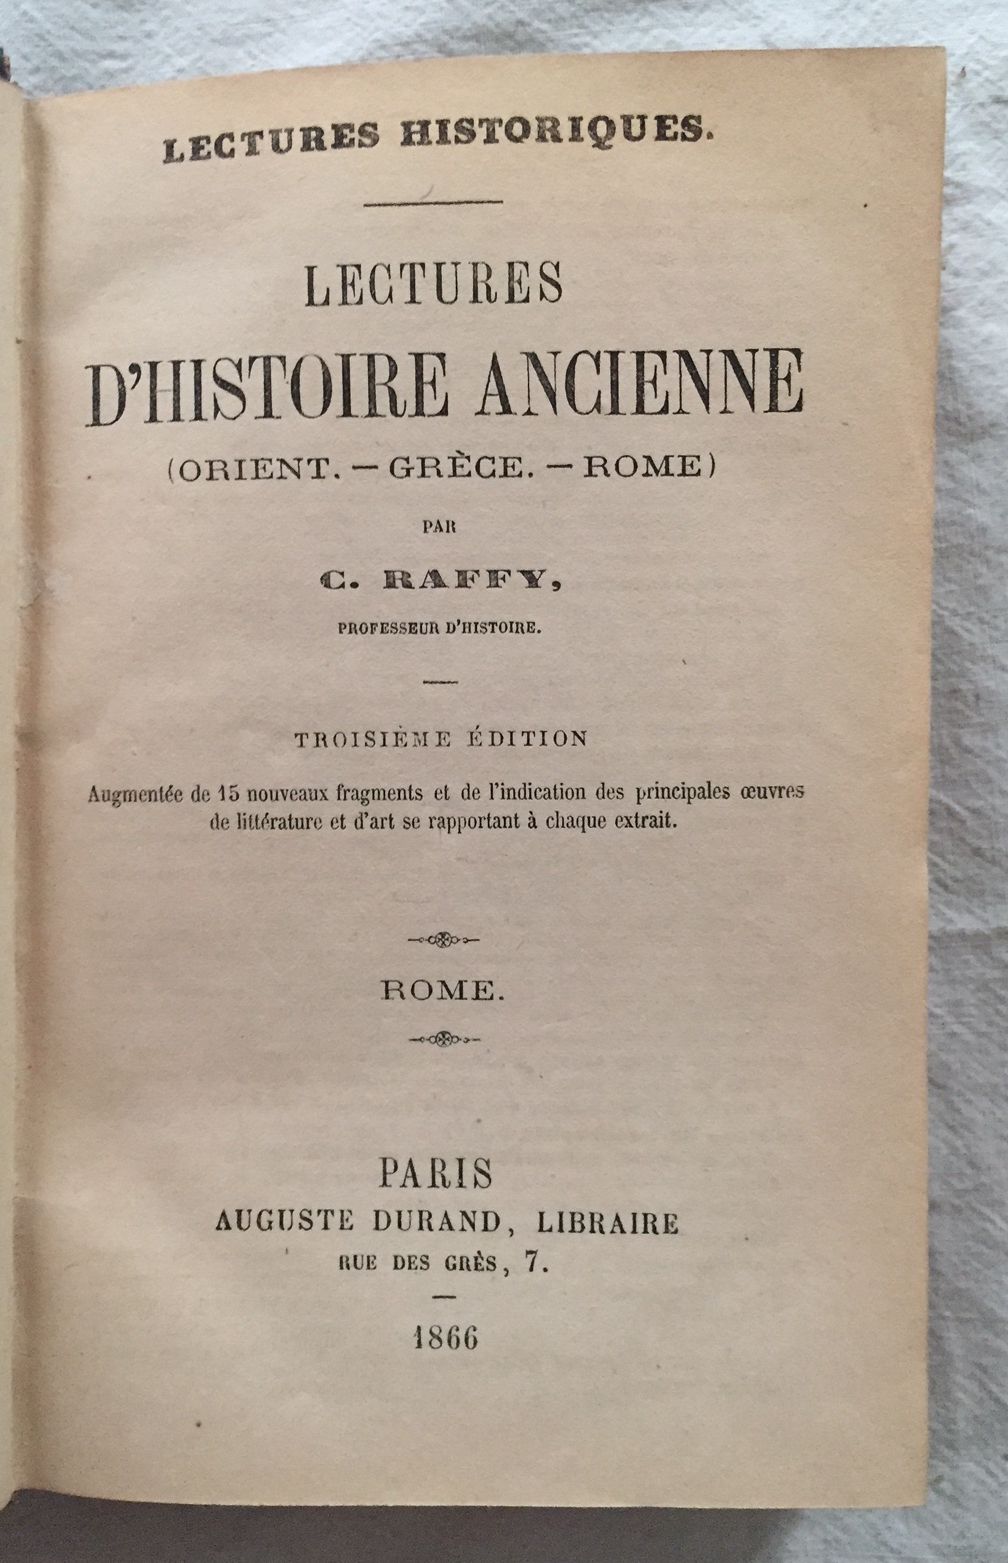 LECTURES HISTORIQUES.
LECTURES
D'HISTOIRE ANCIENNE
(ORIENT. — GRÈCE. — ROME)
PAR
C. RAFFY,
PROFESSEUR D'HISTOIRE.
TROISIÈME ÉDITION
Augmentée de 15 nouveaux fragments et de l'indication des principales œuvres
de littérature et d'art se rapportant à chaque extrait.
ROME.
PARIS
AUGUSTE DURAND, LIBRAIRE
RUE DES GRÈS, 7.
1866